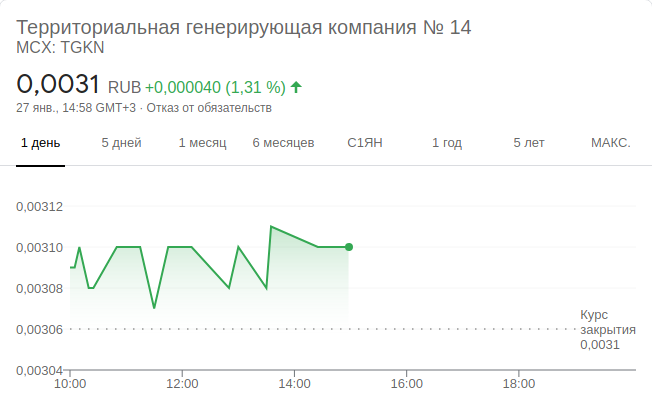 Территориальная генерирующая компания № 14
MCX: TGKN
0,0031 RUB +0,000040 (1,31 %)
27 янв., 14:58 GMT+3 · Отказ от обязательств
1 день 5 дней 1 месяц 6 месяцев С1ЯН 1 год 5 лет МАКС.
0,00312
0,00310
0,00308
0,00306
0,00304
Курс
закрытия
0,0031
10:00 12:00 14:00 16:00 18:00